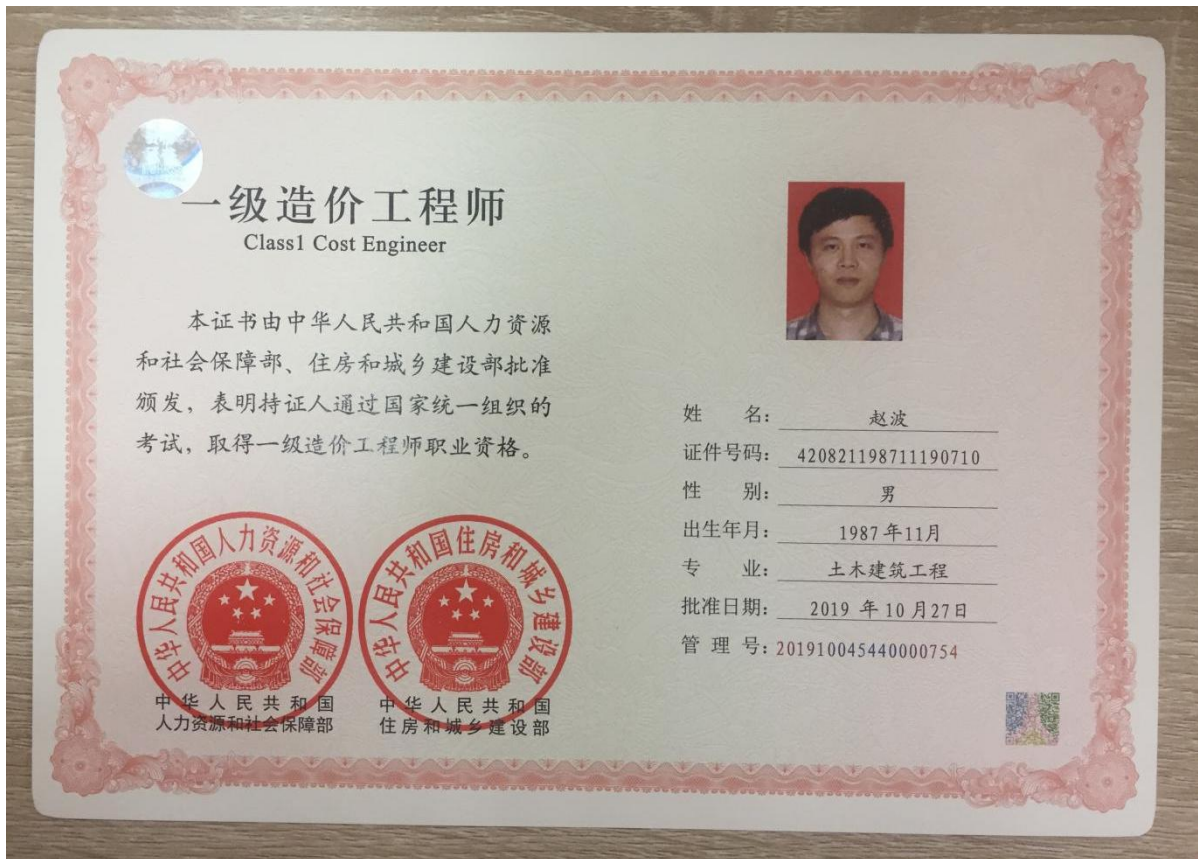 一级造价工程师
Class1 Cost Engineer
本证书由中华人民共和国人力资源
和社会保障部、住房和城乡建设部批准
颁发，表明持证人通过国家统一组织的
考试，取得一级造价工程师职业资格。
中华人民共和国人力资源和社会保障部
中华人民共和国住房和城乡建设部
中华人民共和国
人力资源和社会保障部
中华人民共和国
住房和城乡建设部
姓 名： 赵波
证件号码： 420821198711190710
性 别： 男
出生年月： 1987年11月
专 业： 土木建筑工程
批准日期： 2019 年 10 月27日
管 理 号：201910045440000754